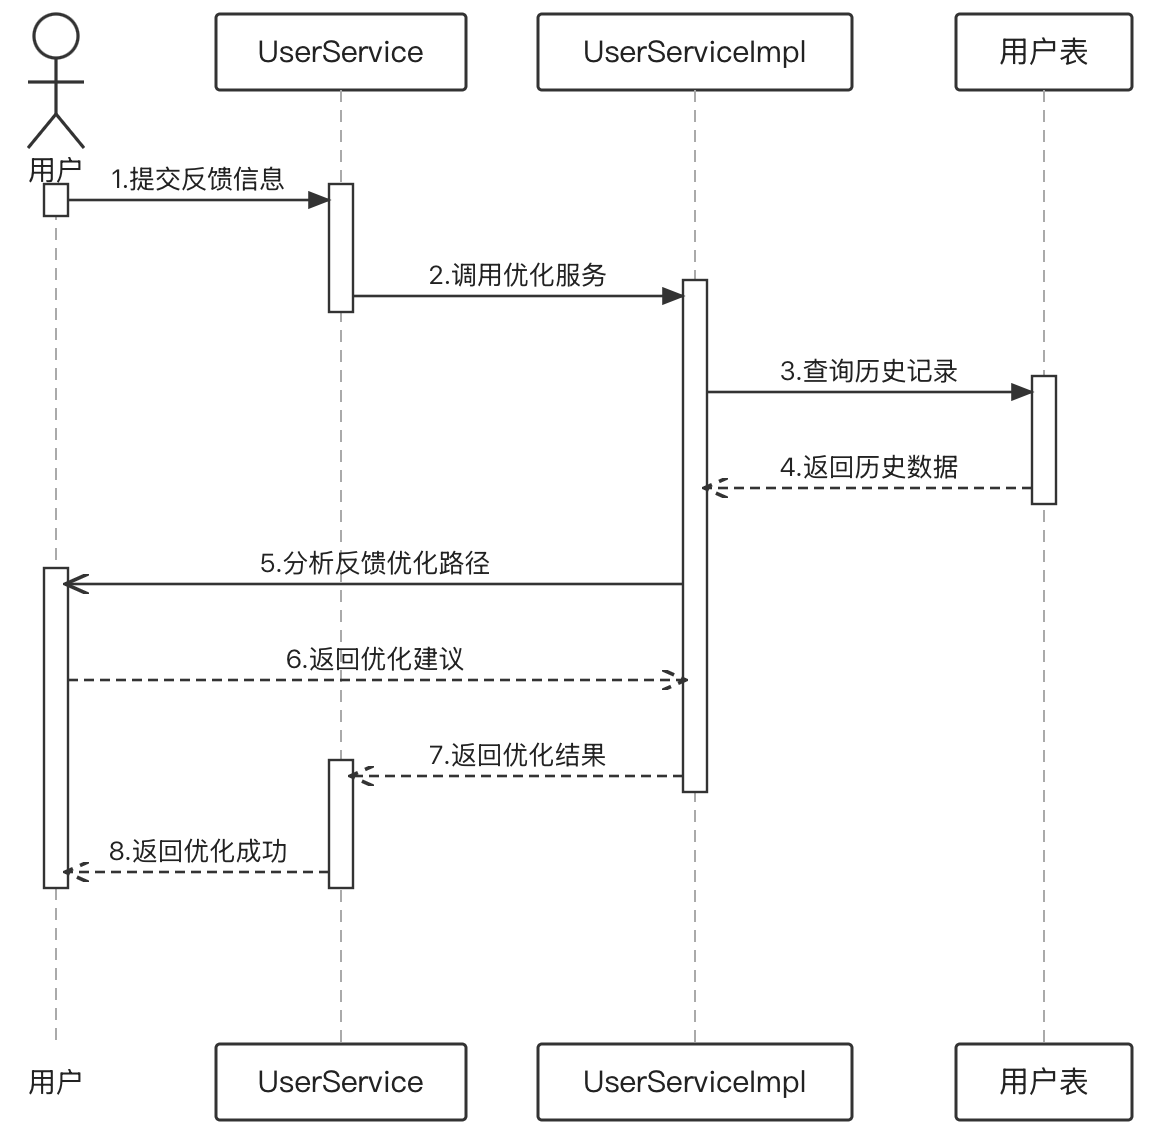 UserService
UserServiceImpl
用户表
用户
1.提交反馈信息
2.调用优化服务
3.查询历史记录
4.返回历史数据
5.分析反馈优化路径
6.返回优化建议
7.返回优化结果
8.返回优化成功
用户
UserService
UserServiceImpl
用户表